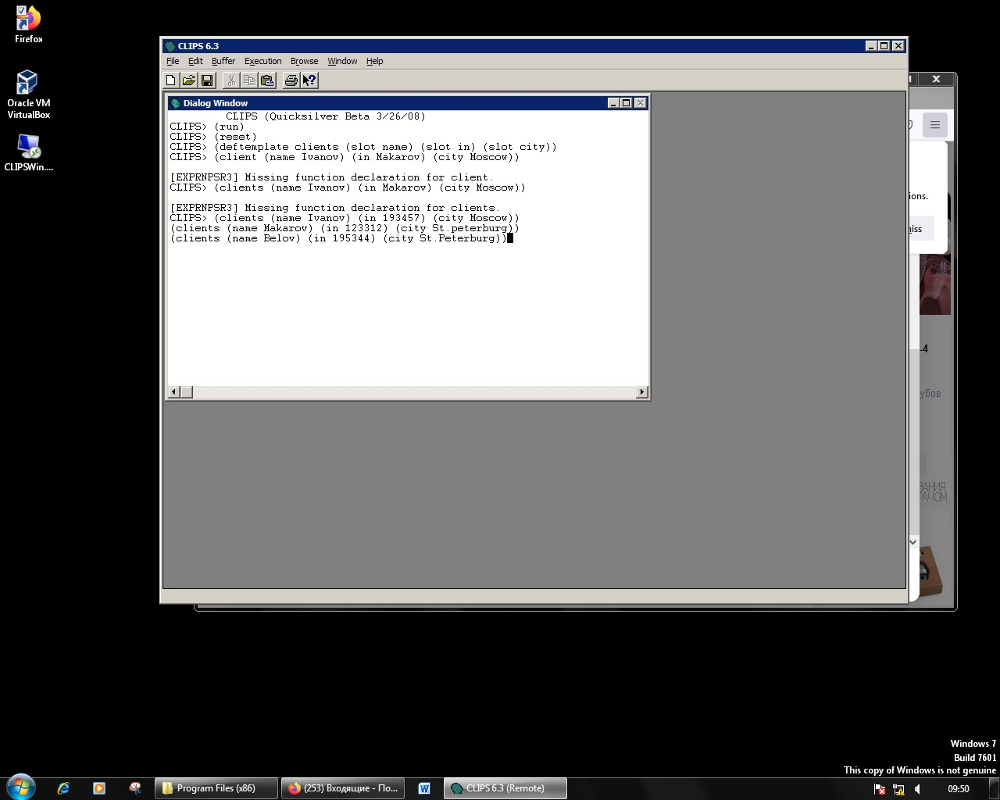 Firefox
Oracle VM
VirtualBox
CLIPSWin....
CLIPS 6.3
File Edit Buffer Execution Browse Window Help
Dialog Window
CLIPS (Quicksilver Beta 3/26/08)
CLIPS> (run)
CLIPS> (reset)
CLIPS> (deftemplate clients (slot name) (slot in) (slot city))
CLIPS> (client (name Ivanov) (in Makarov) (city Moscow))
[EXPRNPSR3] Missing function declaration for client.
CLIPS> (clients (name Ivanov) (in Makarov) (city Moscow))
[EXPRNPSR3] Missing function declaration for clients.
CLIPS> (clients (name Ivanov) (in 193457) (city Moscow))
(clients (name Makarov) (in 123312) (city St.peterburg))
(clients (name Belov) (in 195344) (city St.Peterburg))
ions.
iss
-4
убов
ВАНИЯ
РАЧОМ
Windows 7
Build 7601
This copy of Windows is not genuine
Program Files (x86)
(253) Входящие - По...
CLIPS 6.3 (Remote)
09:50